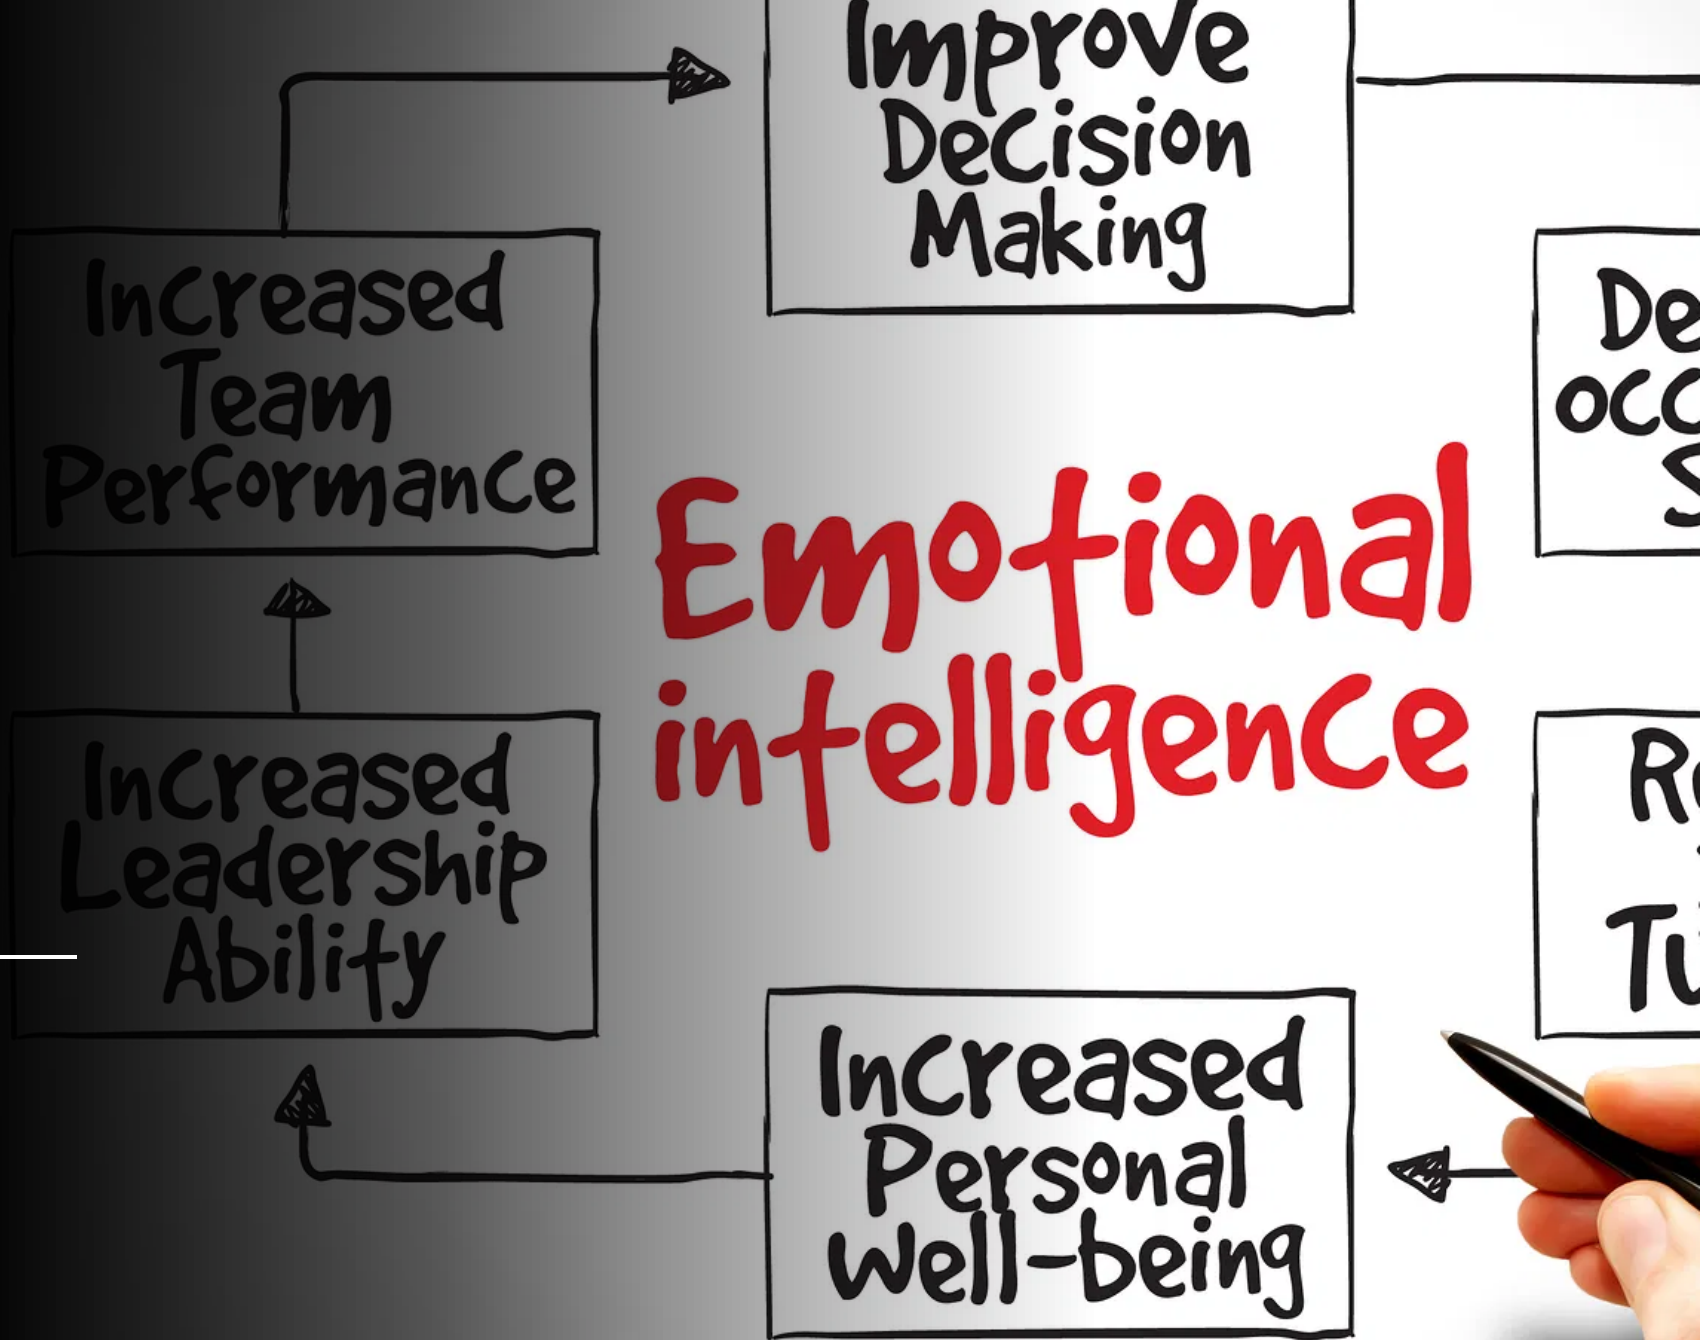 Improve
Decision
Making
Increased
Team
Performance
Emotional
intelligence
Increased
Leadership
Ability
Increased
Personal
Well-being